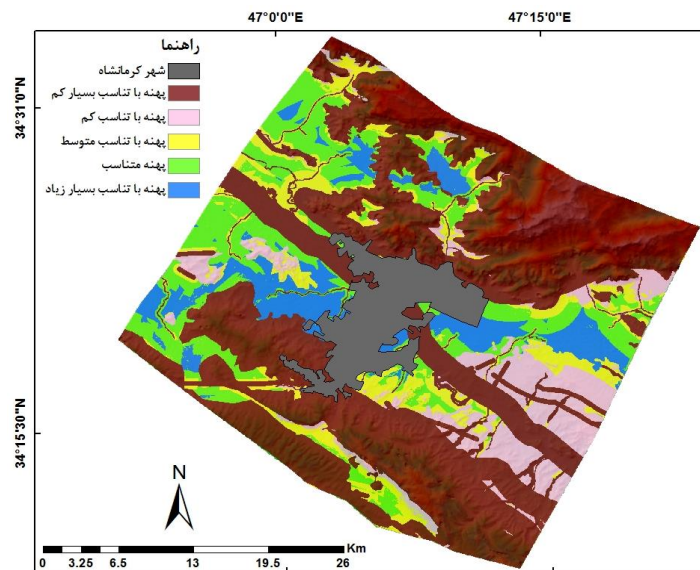 47°0'0"E
47°15'0"E
راهنما
شهر کرمانشاه
پهنه با تناسب بسیار کم
پهنه با تناسب کم
پهنه با تناسب متوسط
پهنه متناسب
پهنه با تناسب بسیار زیاد
34°31'0"N
34°15'30"N
N
0 3.25 6.5 13 19.5 26 Km